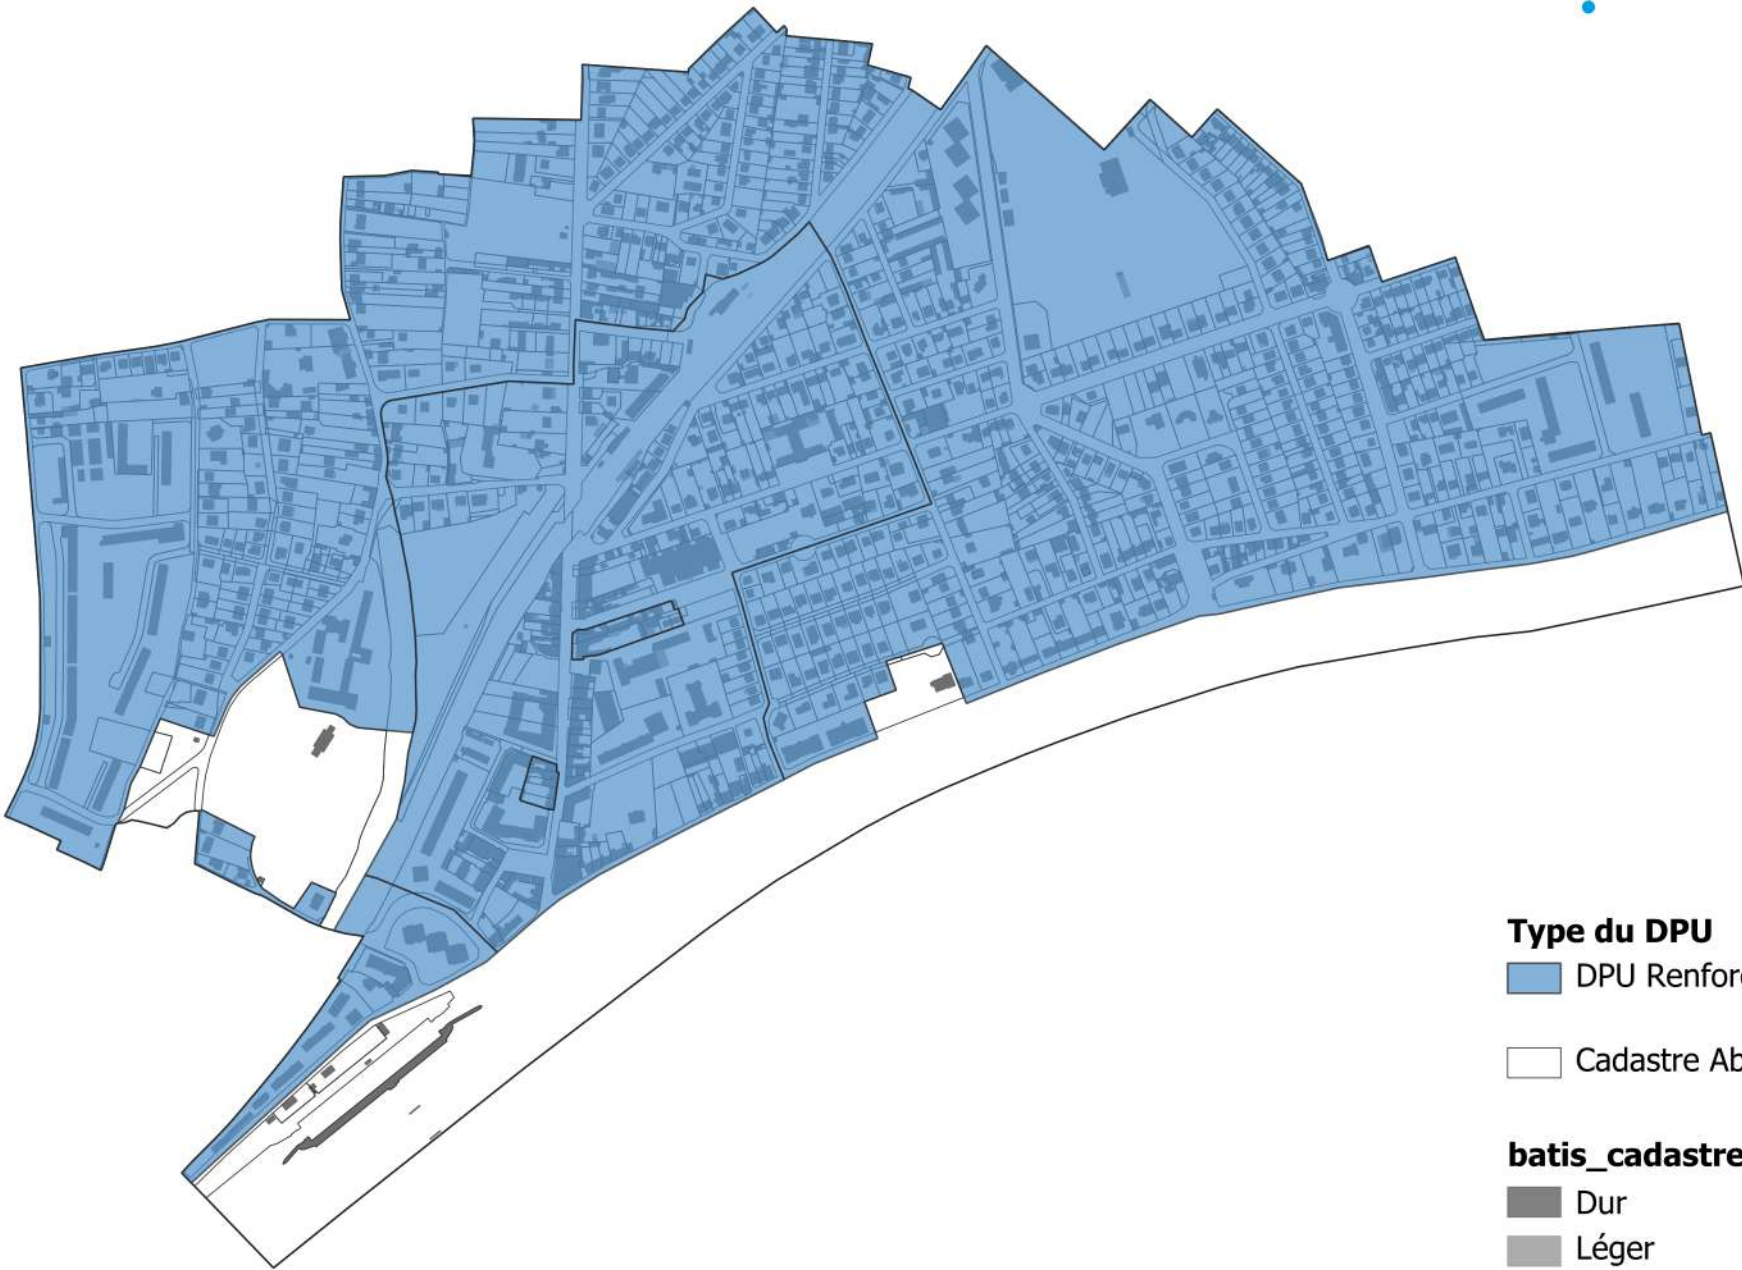 Type du DPU
DPU Renfor
Cadastre Ab
batis_cadastre
Dur
Léger